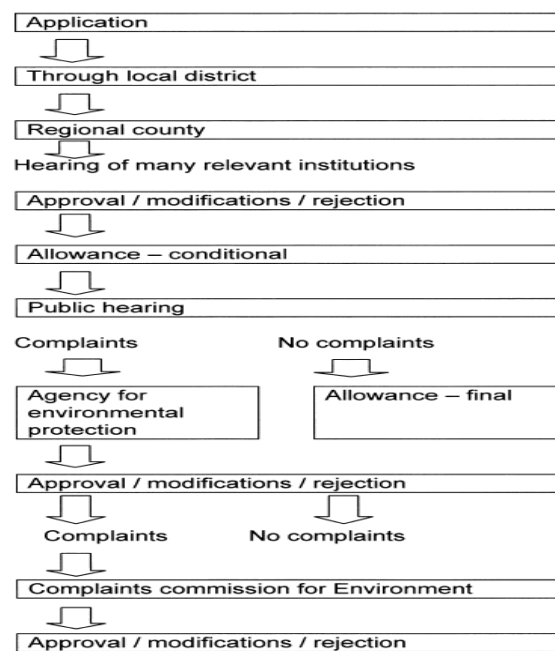 Application
Through local district
Regional county
Hearing of many relevant institutions
Approval / modifications / rejection
Allowance – conditional
Public hearing
Complaints
No complaints
Agency for
environmental
protection
Allowance – final
Approval / modifications / rejection
Complaints
No complaints
Complaints commission for Environment
Approval / modifications / rejection